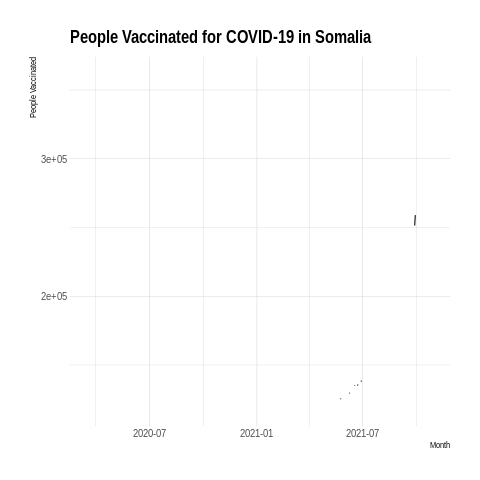 People Vaccinated for COVID-19 in Somalia
People Vaccinated
3e+05
2e+05
2020-07
2021-01
2021-07
Month